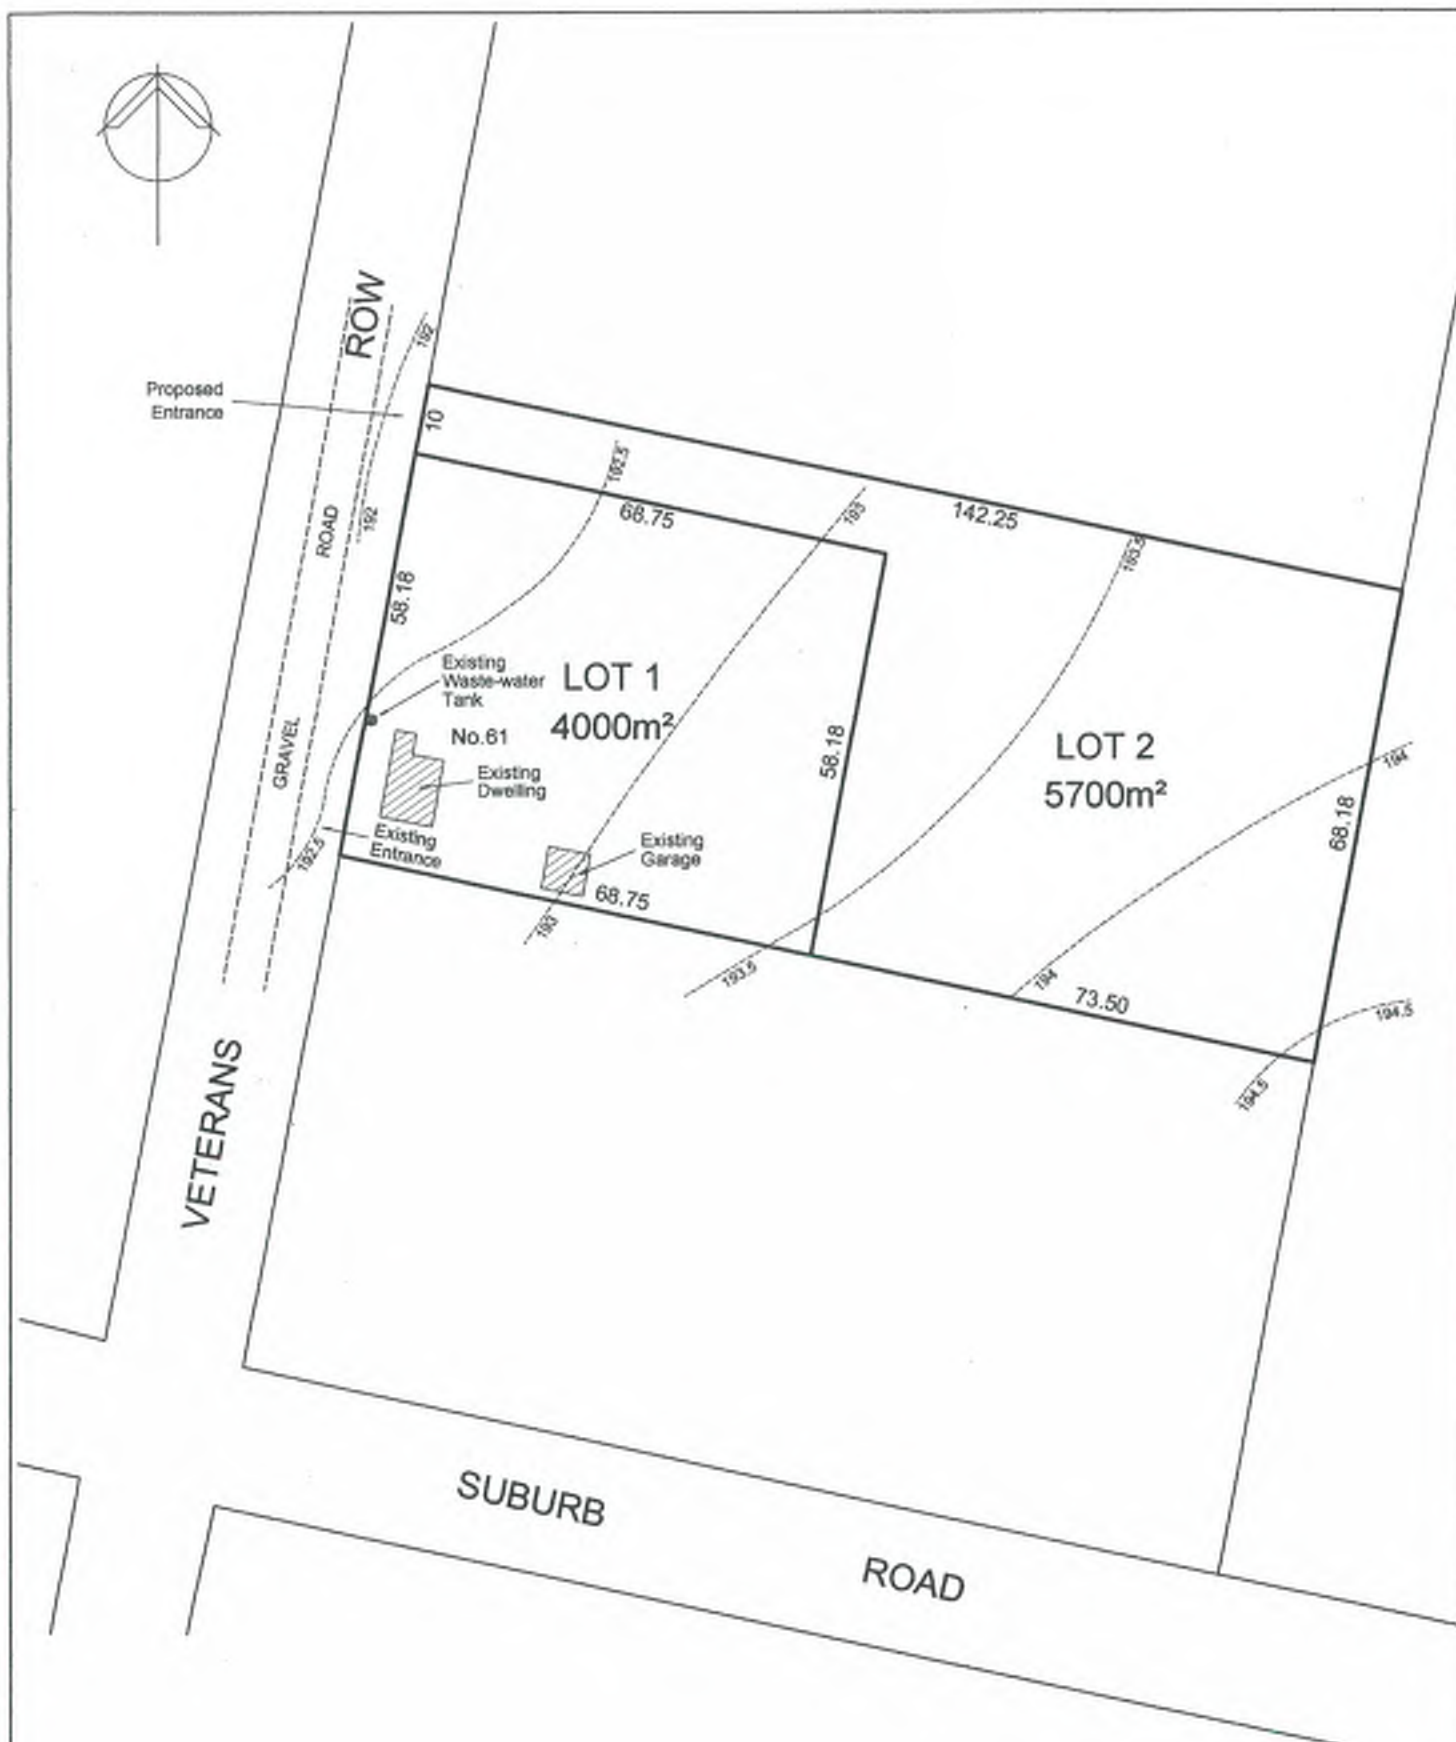 ROW
192
Proposed
Entrance
10
192.5
193
68.75
142.25
192
ROAD
193.5
58.18
Existing
Waste-water
Tank
LOT 1
4000m²
No.61
Existing
Dwelling
58.18
LOT 2
5700m²
194
GRAVEL
Existing
Entrance
192.5
Existing
Garage
68.18
68.75
193
193.5
194
73.50
194.5
194.5
VETERANS
SUBURB
ROAD